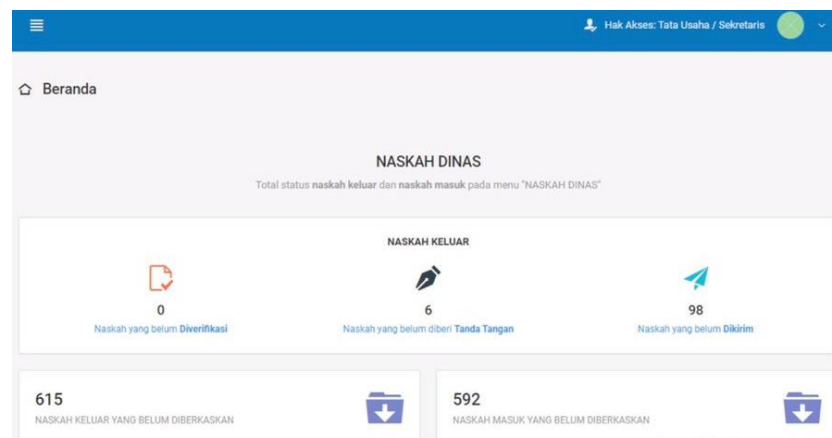 Hak Akses: Tata Usaha / Sekretaris
Beranda
NASKAH DINAS
Total status naskah keluar dan naskah masuk pada menu "NASKAH DINAS"
NASKAH KELUAR
0
Naskah yang belum Diverifikasi
6
Naskah yang belum diberi Tanda Tangan
98
Naskah yang belum Dikirim
615
NASKAH KELUAR YANG BELUM DIBERKASKAN
592
NASKAH MASUK YANG BELUM DIBERKASKAN